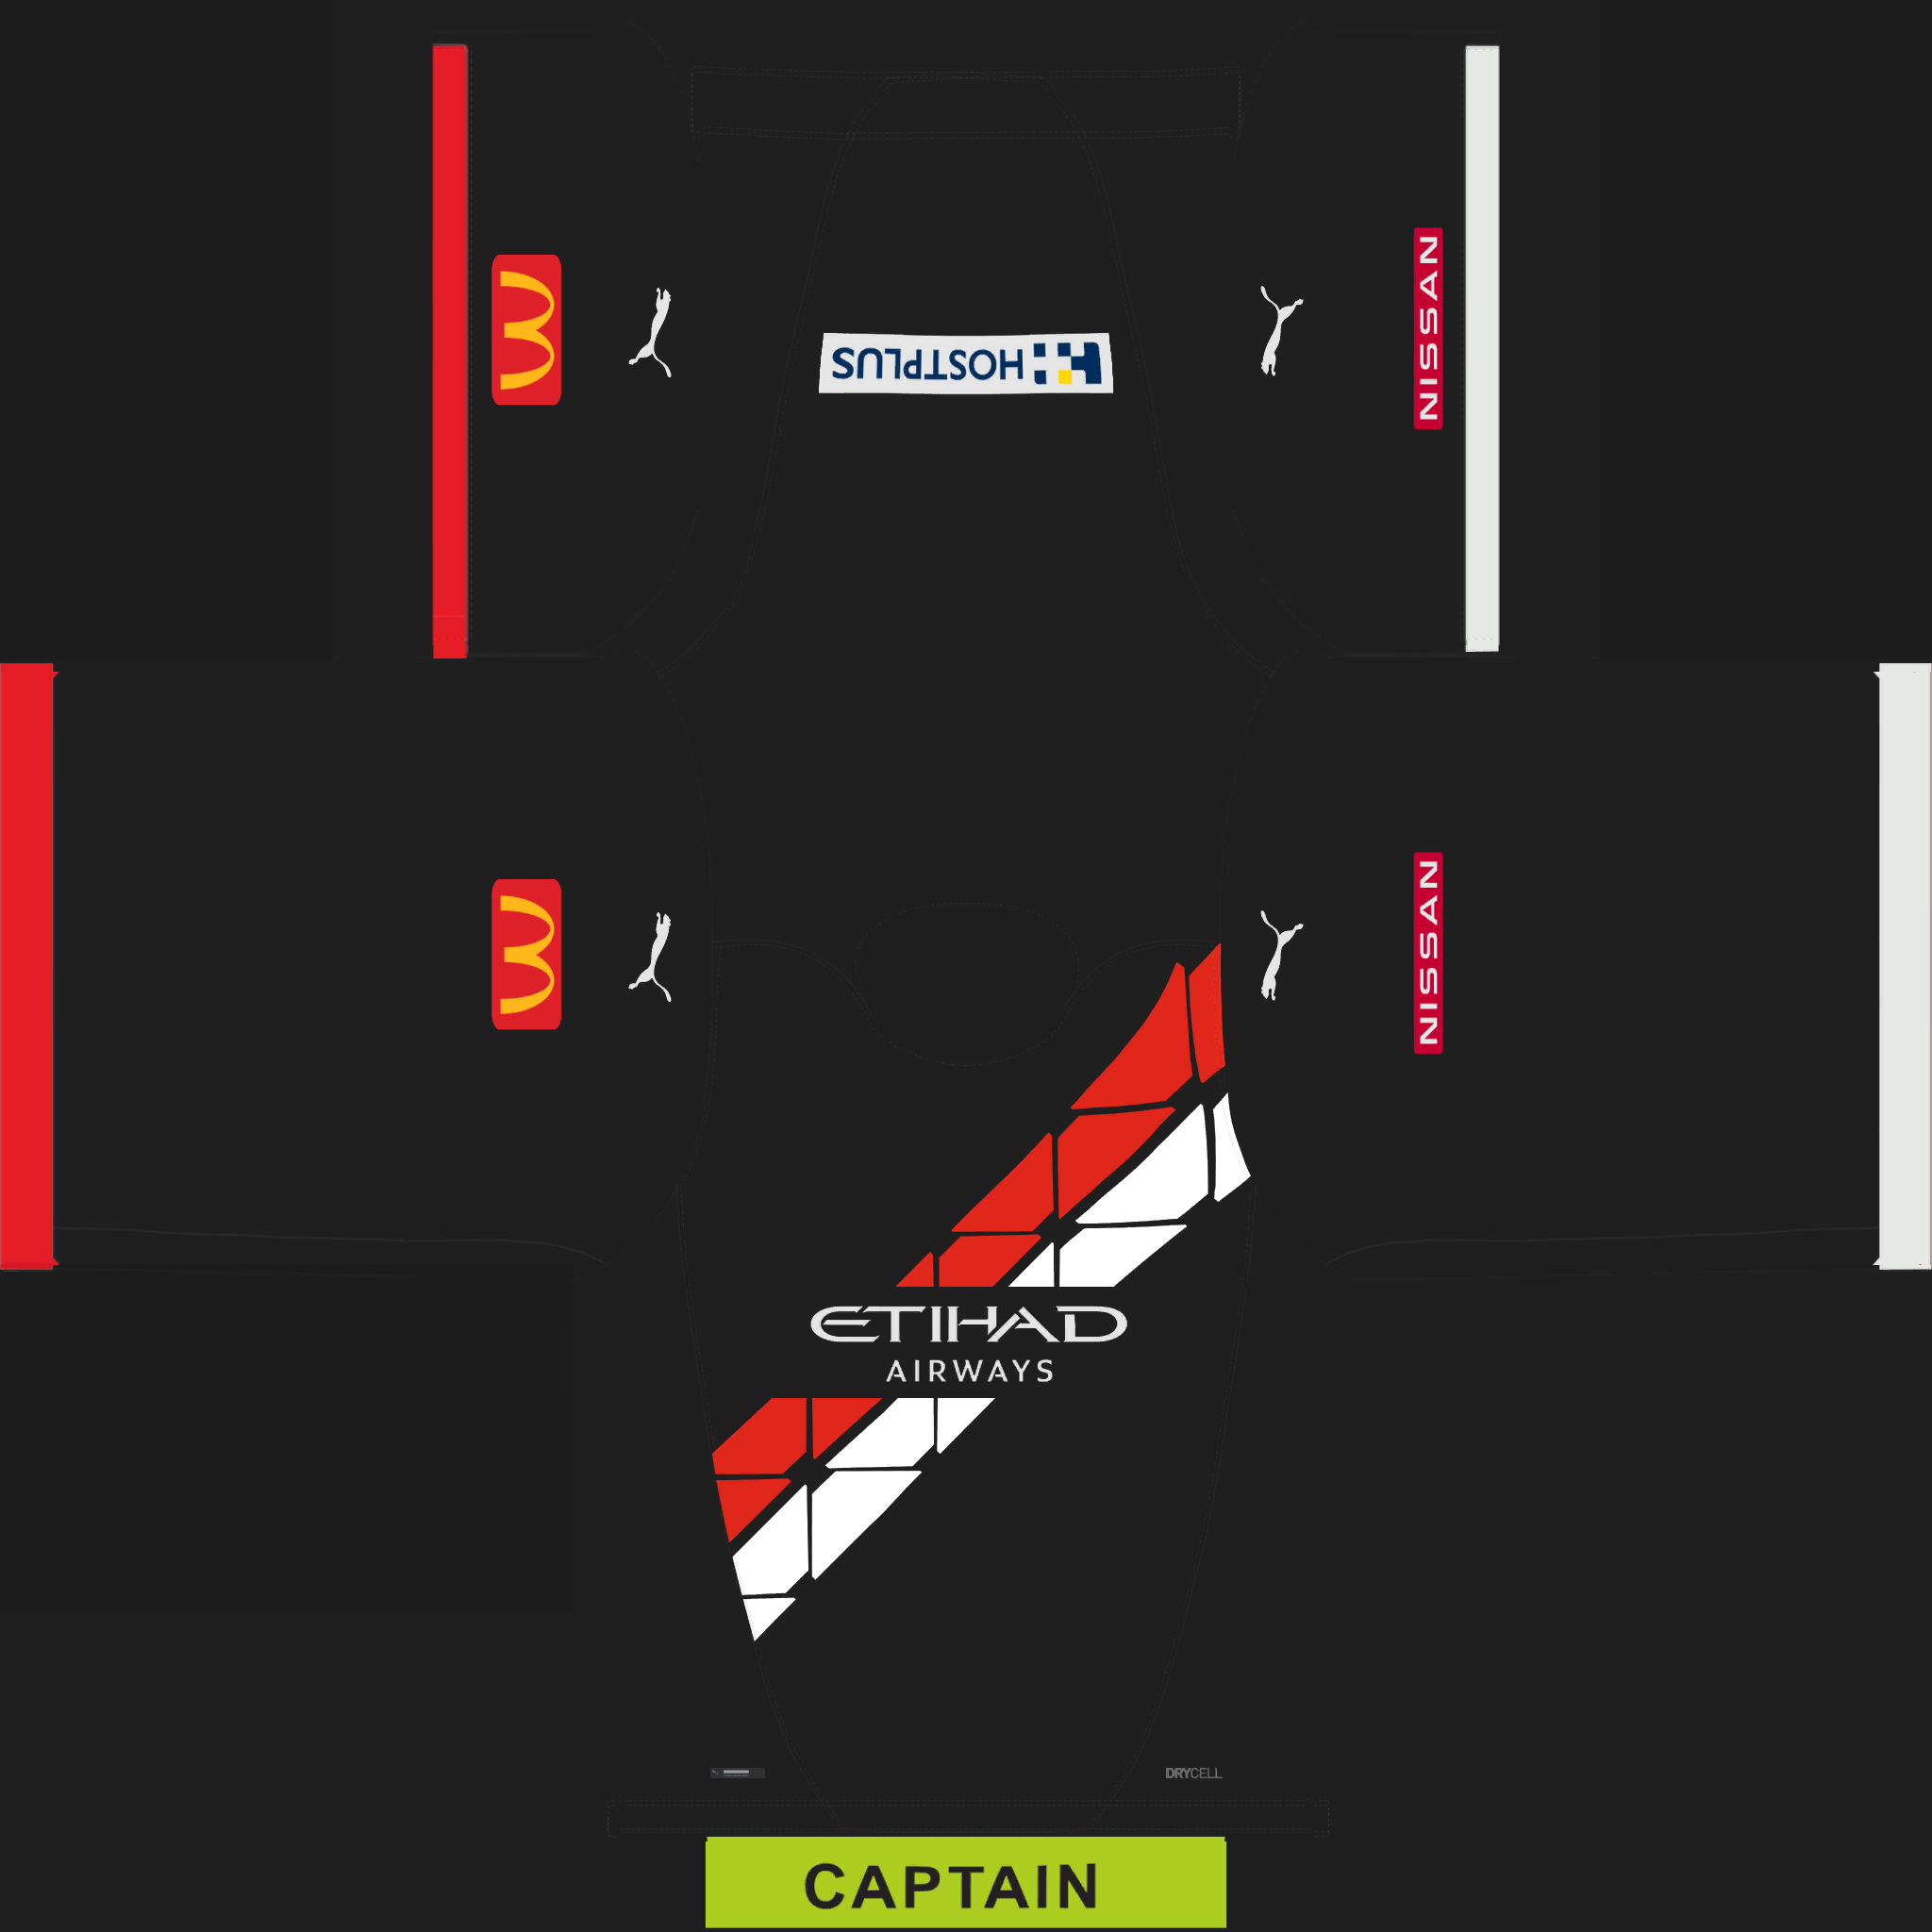 NISSAN
HOSTPLUS
NISSAN
ETIHAD
AIRWAYS
DRYCELL
CAPTAIN